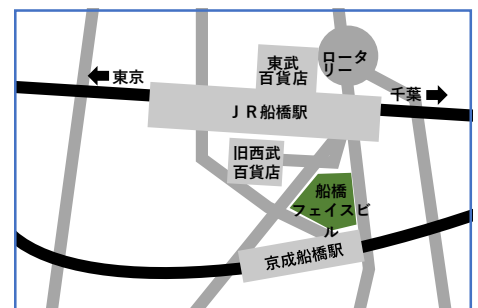 東武
百貨店
ロータ
リー
東京
千葉
ＪＲ船橋駅
旧西武
百貨店
船橋
フェイスビ
ル
京成船橋駅